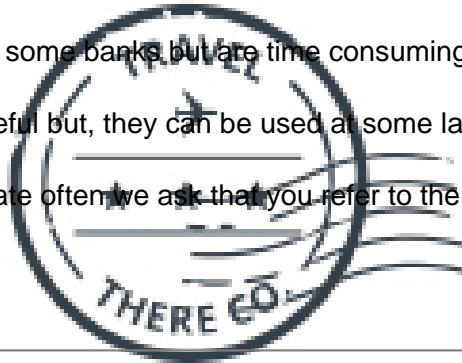 TRAVEL
some banks but are time consuming
eful but, they can be used at some la
ate often we ask that you refer to the
THERE CO.